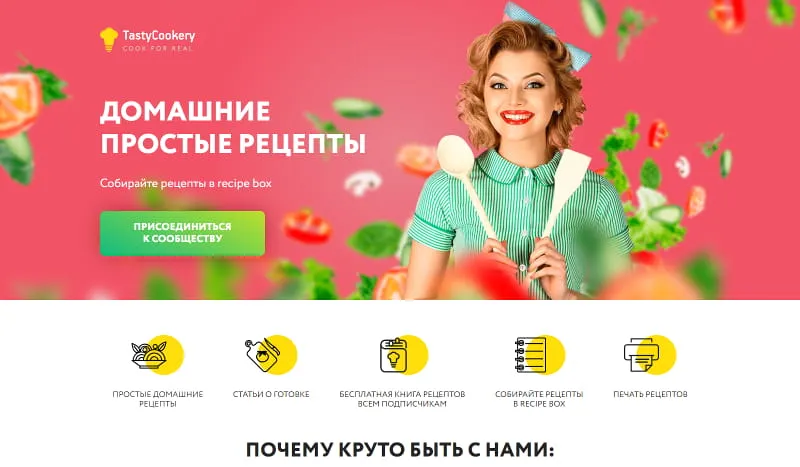 TastyCookery
COOK FOR REAL
ДОМАШНИЕ
ПРОСТЫЕ РЕЦЕПТЫ
Собирайте рецепты в recipe box
ПРИСОЕДИНИТЬСЯ
К СООБЩЕСТВУ
ПРОСТЫЕ ДОМАШНИЕ
РЕЦЕПТЫ
СТАТЬИ О ГОТОВКЕ
БЕСПЛАТНАЯ КНИГА РЕЦЕПТОВ
ВСЕМ ПОДПИСЧИКАМ
СОБИРАЙТЕ РЕЦЕПТЫ
В RECIPE BOX
ПЕЧАТЬ РЕЦЕПТОВ
ПОЧЕМУ КРУТО БЫТЬ С НАМИ: